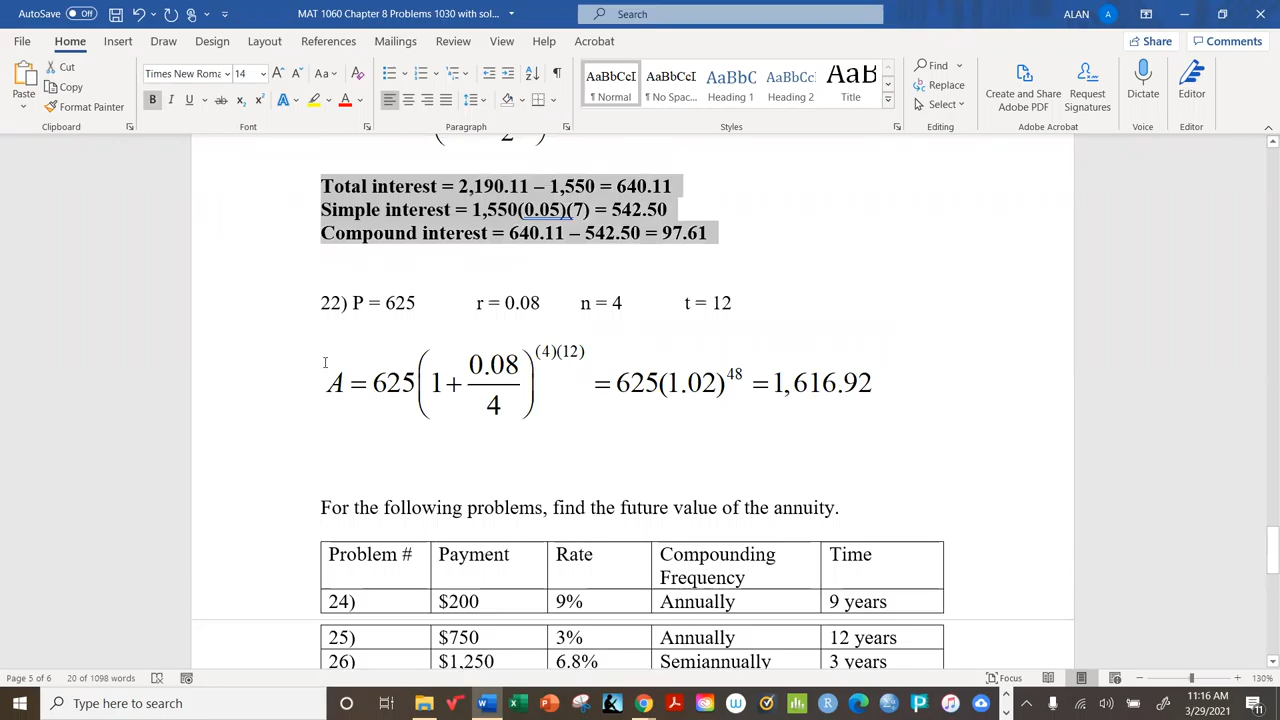 AutoSave Off MAT 1060 Chapter 8 Problems 1030 with sol... Search ALAN A
File Home Insert Draw Design Layout References Mailings Review View Help Acrobat Share Comments
Paste Cut Copy Format Painter
Times New Roma 14
AaBbCcI ¶ Normal AaBbCcI ¶ No Spac... AaBbC Heading 1 AaBbCc Heading 2 AaB Title
Find Replace Select
Create and Share Adobe PDF Request Signatures Dictate Editor
Clipboard Font Paragraph Styles Editing Adobe Acrobat Voice Editor
Total interest = 2,190.11 – 1,550 = 640.11
Simple interest = 1,550(0.05)(7) = 542.50
Compound interest = 640.11 – 542.50 = 97.61
22) P = 625 r = 0.08 n = 4 t = 12
A = 625(1 + 0.08/4)^(4)(12) = 625(1.02)^48 = 1,616.92
For the following problems, find the future value of the annuity.
Problem # Payment Rate Compounding Frequency Time
24) $200 9% Annually 9 years
25) $750 3% Annually 12 years
26) $1,250 6.8% Semiannually 3 years
Page 5 of 6 20 of 1098 words Focus 130%
Type here to search 11:16 AM
3/29/2021